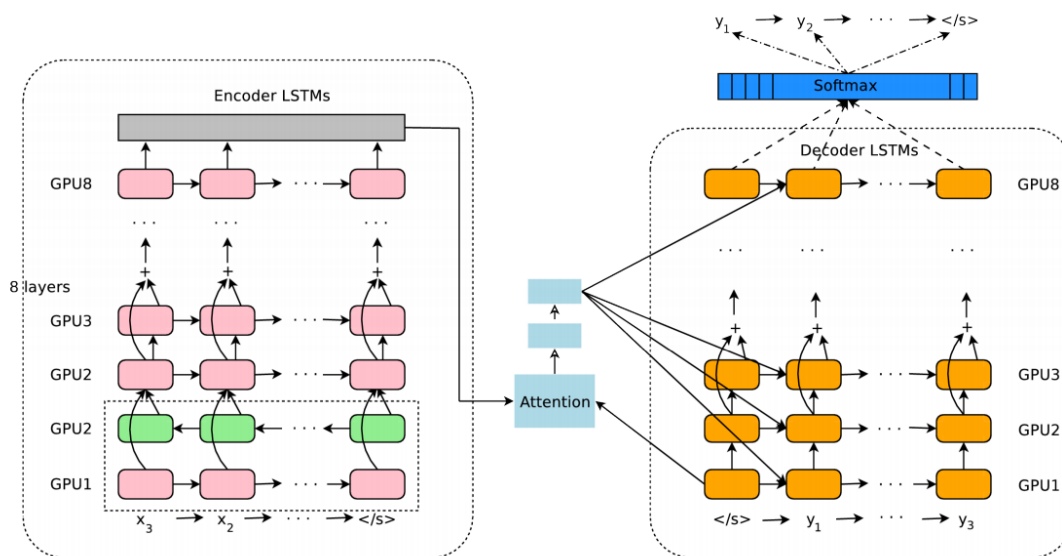 y1 y2 · · · </s>
Softmax
Encoder LSTMs
Decoder LSTMs
GPU8
GPU8
· · ·
· · ·
· · ·
· · ·
· · ·
· · ·
· · ·
· · ·
+ + +
8 layers
GPU3
· · ·
+ + +
GPU2
· · ·
Attention
· · ·
GPU3
GPU2
· · ·
· · ·
GPU2
GPU1
· · ·
· · ·
GPU1
x3 x2 · · · </s>
</s> y1 · · · y3